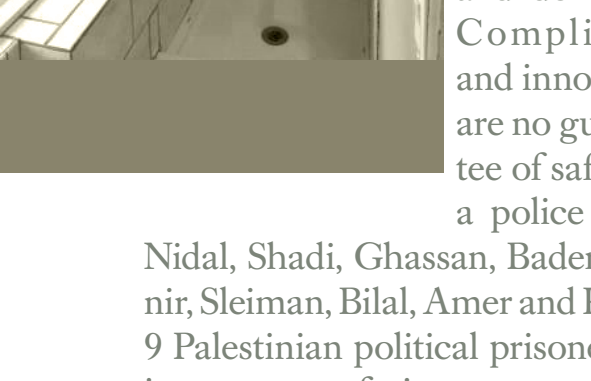 Compli
and inno
are no gu
tee of saf
a police
Nidal, Shadi, Ghassan, Bader
nir, Sleiman, Bilal, Amer and
9 Palestinian political prison